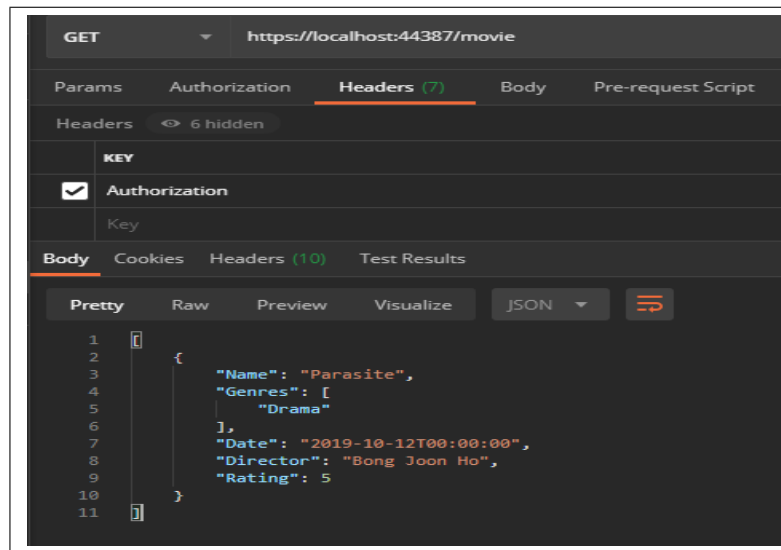 GET https://localhost:44387/movie
Params Authorization Headers (7) Body Pre-request Script
Headers 6 hidden
KEY
Authorization
Key
Body Cookies Headers (10) Test Results
Pretty Raw Preview Visualize JSON
1 [
2 {
3 "Name": "Parasite",
4 "Genres": [
5 "Drama"
6 ],
7 "Date": "2019-10-12T00:00:00",
8 "Director": "Bong Joon Ho",
9 "Rating": 5
10 }
11 ]